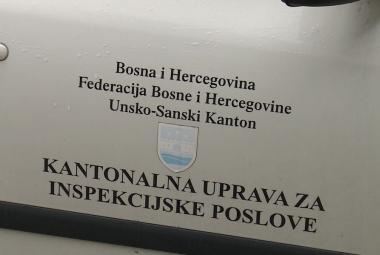 Bosna i Hercegovina
Federacija Bosne i Hercegovine
Unsko-Sanski Kanton
KANTONALNA UPRAVA ZA
INSPEKCIJSKE POSLOVE